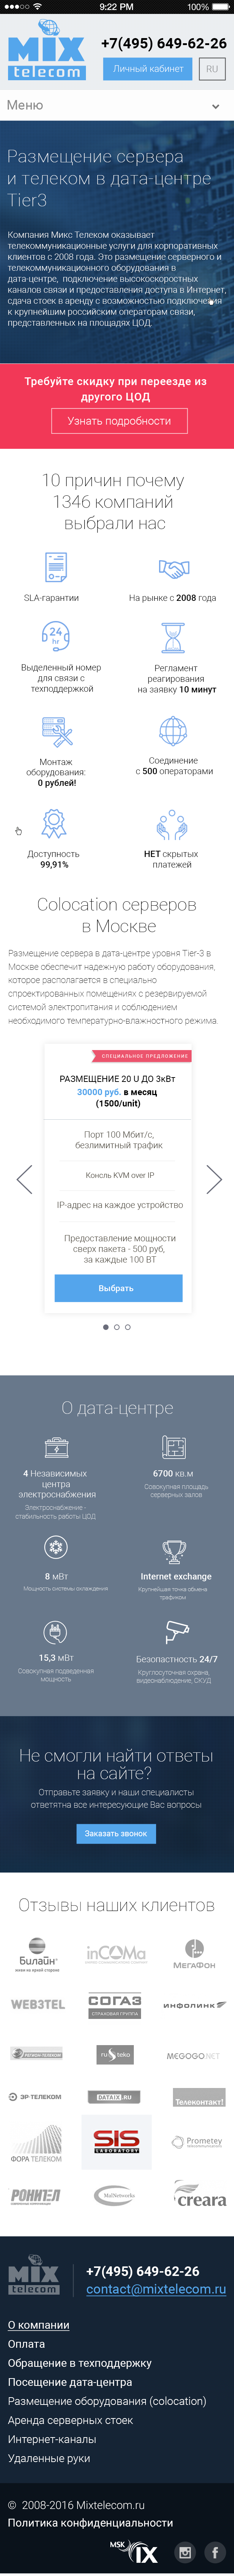 9:22 PM
100%
MIX
telecom
+7(495) 649-62-26
Личный кабинет
RU
Меню
Размещение сервера
и телеком в дата-центре
Tier3
Компания Микс Телеком оказывает
телекоммуникационные услуги для корпоративных
клиентов с 2008 года. Это размещение серверного и
телекоммуникационного оборудования в
дата-центре, подключение высокоскоростных
каналов связи и предоставление доступа в Интернет,
сдача стоек в аренду с возможностью подключения
к крупнейшим российским операторам связи,
представленных на площадях ЦОД.
Требуйте скидку при переезде из
другого ЦОД
Узнать подробности
10 причин почему
1346 компаний
выбрали нас
SLA-гарантии
На рынке с 2008 года
24
hr
Выделенный номер
для связи с
техподдержкой
Регламент
реагирования
на заявку 10 минут
Монтаж
оборудования:
0 рублей!
Соединение
с 500 операторами
Доступность
99,91%
НЕТ скрытых
платежей
Colocation серверов
в Москве
Размещение сервера в дата-центре уровня Tier-3 в
Москве обеспечит надежную работу оборудования,
которое располагается в специально
спроектированных помещениях с резервируемой
системой электропитания и соблюдением
необходимого температурно-влажностного режима.
СПЕЦИАЛЬНОЕ ПРЕДЛОЖЕНИЕ
РАЗМЕЩЕНИЕ 20 U ДО 3кВт
30000 руб. в месяц
(1500/unit)
Порт 100 Мбит/с,
безлимитный трафик
Консль KVM over IP
IP-адрес на каждое устройство
Предоставление мощности
сверх пакета - 500 руб,
за каждые 100 ВТ
Выбрать
О дата-центре
4 Независимых
центра
электроснабжения
Электроснабжение -
стабильность работы ЦОД
6700 кв.м
Совокупная площадь
серверных залов
8 мВт
Мощность системы охлаждения
Internet exchange
Крупнейшая точка обмена
трафиком
15,3 мВт
Совокупная подведенная
мощность
Безопастность 24/7
Круглосуточная охрана,
видеонаблюдение, СКУД
Не смогли найти ответы
на сайте?
Отправьте заявку и наши специалисты
ответятна все интересующие Вас вопросы
Заказать звонок
Отзывы наших клиентов
Билайн
inCOMa
МЕГАФОН
WEB3TEL
СОГАЗ
СТРАХОВАЯ ГРУППА
ИНФОЛИНК
РЕГИОН-ТЕЛЕКОМ
ru teko
MEGOGO.NET
ЭР-ТЕЛЕКОМ
DATAIX.RU
Телеконтакт!
ФОРА ТЕЛЕКОМ
SIS
LABORATORY
Prometey
РОНИТЕЛ
MailNetworks
creara
MIX
telecom
+7(495) 649-62-26
contact@mixtelecom.ru
О компании
Оплата
Обращение в техподдержку
Посещение дата-центра
Размещение оборудования (colocation)
Аренда серверных стоек
Интернет-каналы
Удаленные руки
© 2008-2016 Mixtelecom.ru
Политика конфиденциальности
MSK
IX